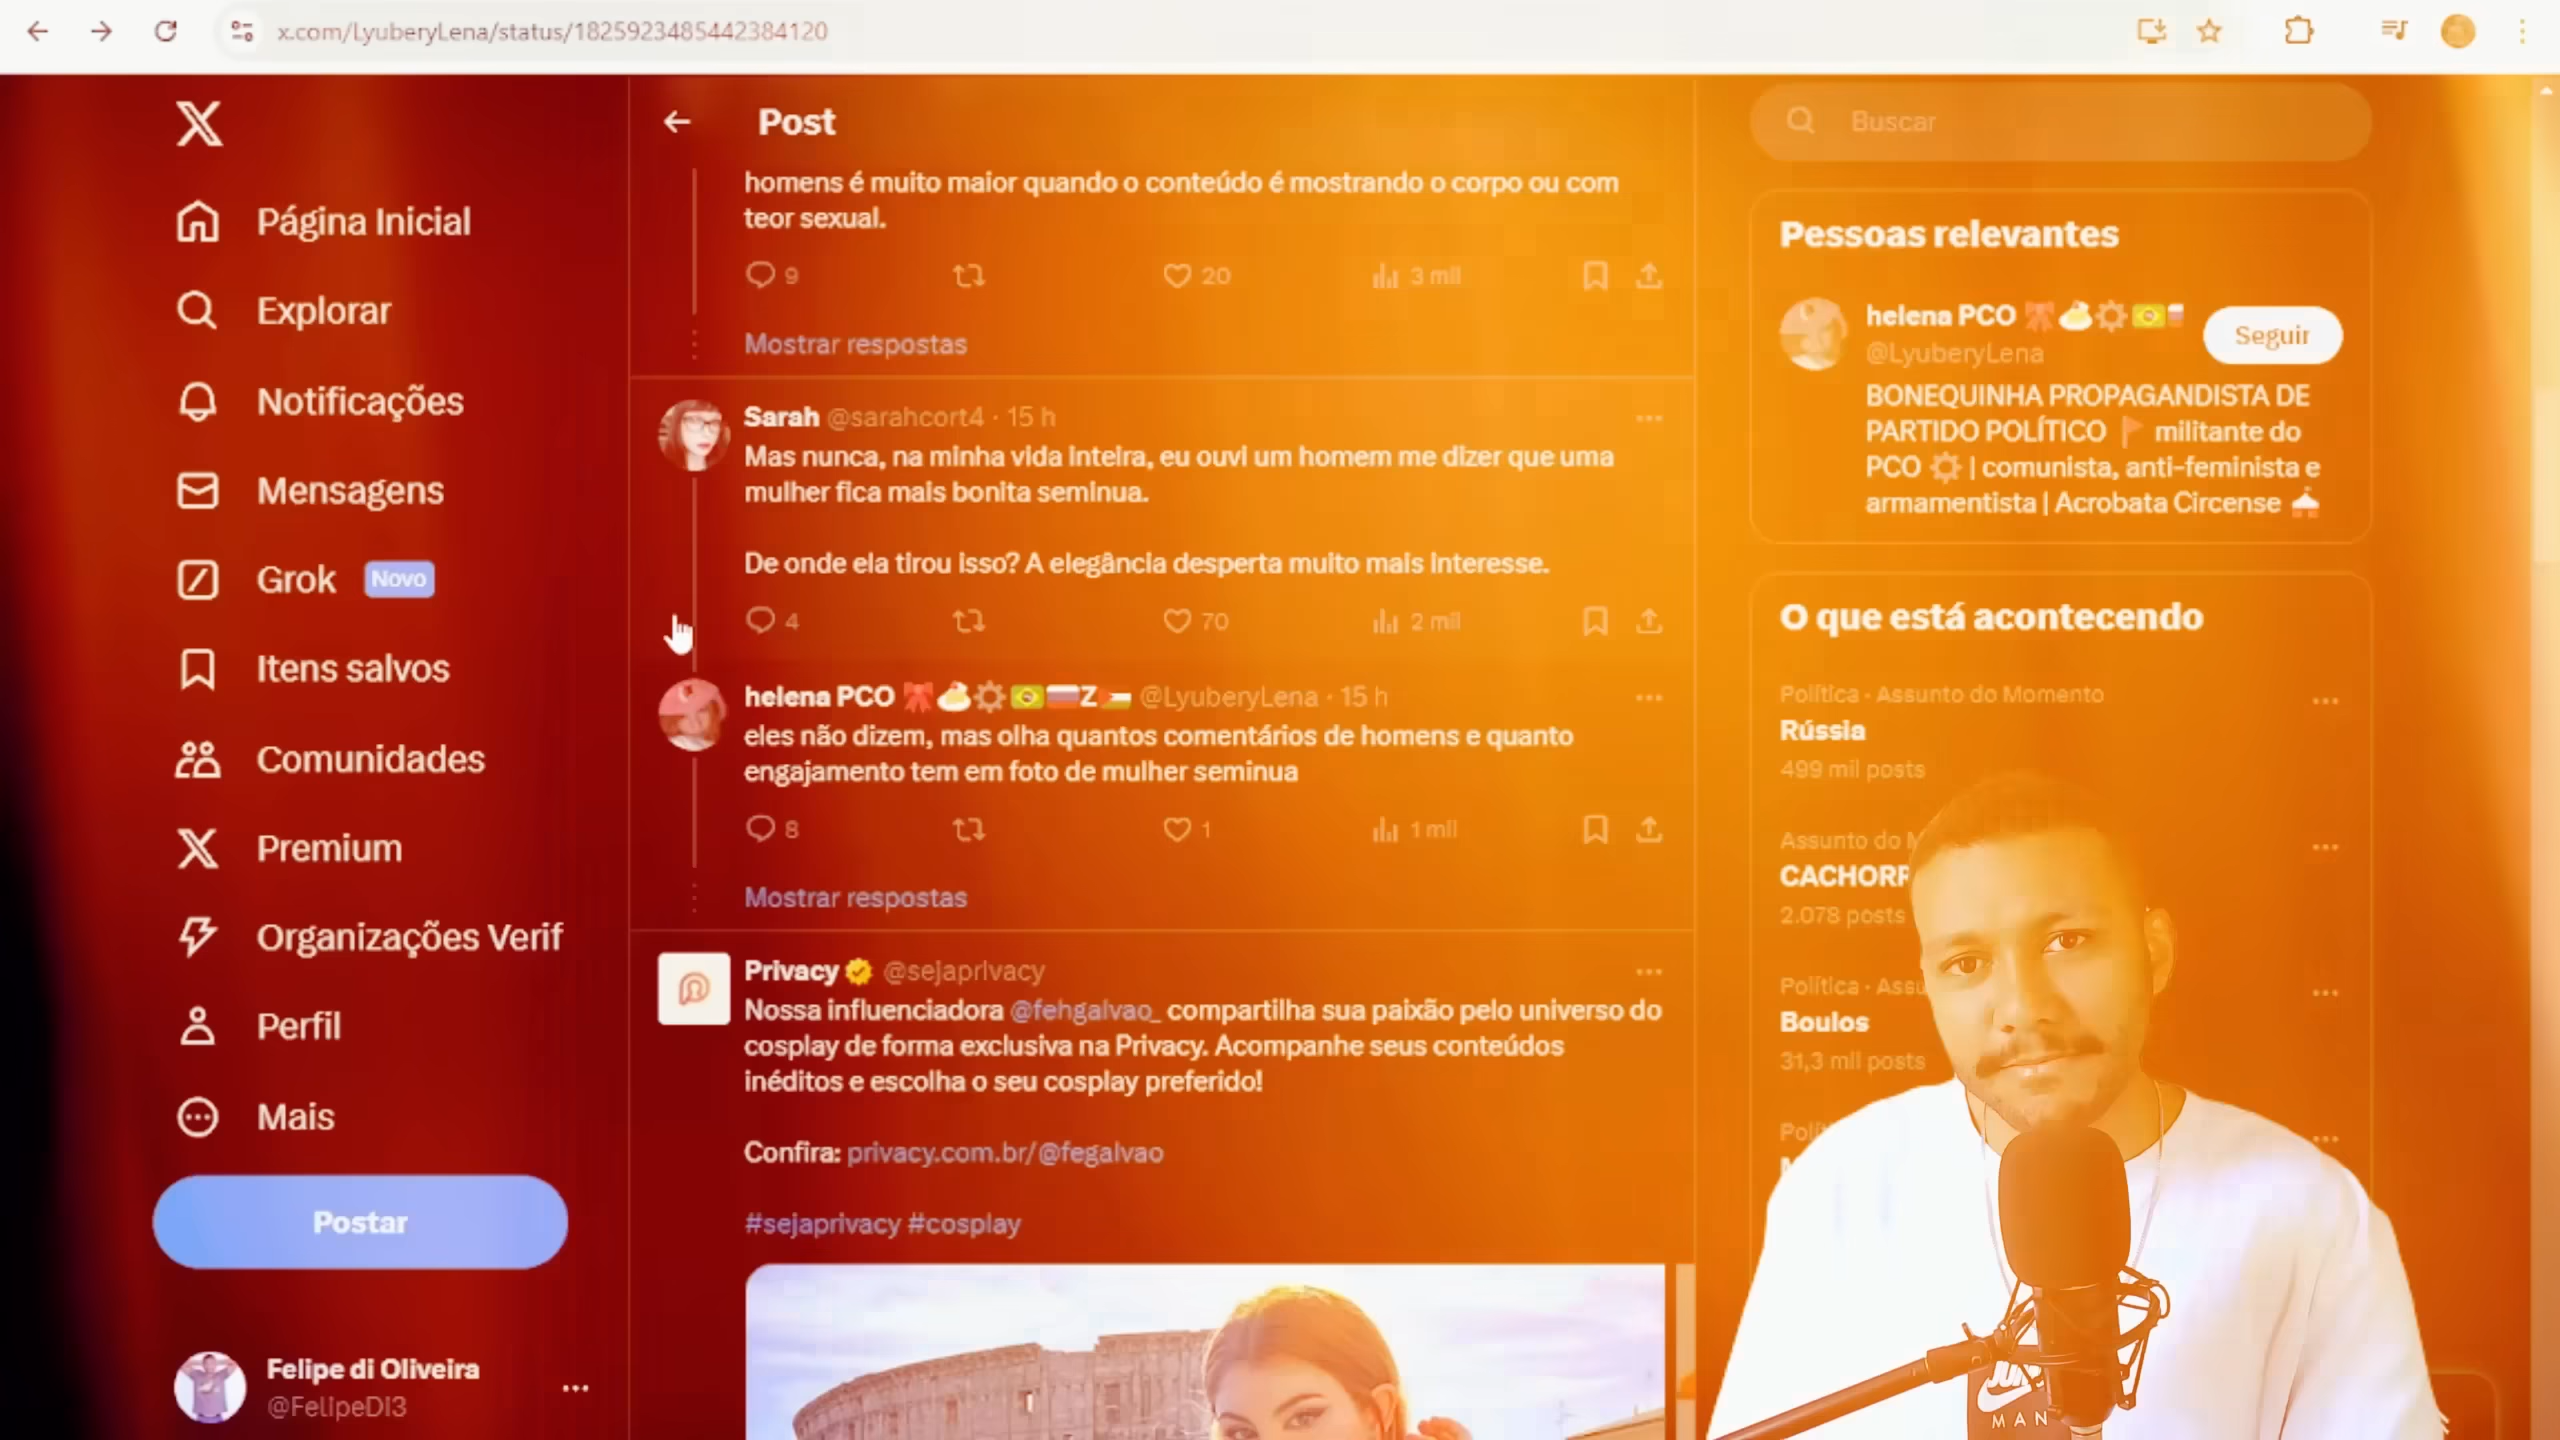 x.com/LyuberyLena/status/1825923485442384120
Página Inicial
Explorar
Notificações
Mensagens
Grok Novo
Itens salvos
Comunidades
Premium
Organizações Verif
Perfil
Mais
Postar
Felipe di Oliveira
@FelipeDI3
Post
homens é muito maior quando o conteúdo é mostrando o corpo ou com
teor sexual.
9 20 3 mil
Mostrar respostas
Sarah @sarahcort4 · 15 h
Mas nunca, na minha vida inteira, eu ouvi um homem me dizer que uma
mulher fica mais bonita seminua.
De onde ela tirou isso? A elegância desperta muito mais interesse.
4 70 2 mil
helena PCO 🎀🍰⚙️🇧🇷🇷🇺Z🇵🇸 @LyuberyLena · 15 h
eles não dizem, mas olha quantos comentários de homens e quanto
engajamento tem em foto de mulher seminua
8 1 1 mil
Mostrar respostas
Privacy @sejaprivacy
Nossa influenciadora @fehgalvao_ compartilha sua paixão pelo universo do
cosplay de forma exclusiva na Privacy. Acompanhe seus conteúdos
inéditos e escolha o seu cosplay preferido!
Confira: privacy.com.br/@fegalvao
#sejaprivacy #cosplay
Buscar
Pessoas relevantes
helena PCO
@LyuberyLena
Seguir
BONEQUINHA PROPAGANDISTA DE
PARTIDO POLÍTICO 🚩 militante do
PCO ⚙️ | comunista, anti-feminista e
armamentista | Acrobata Circense 🎪
O que está acontecendo
Política · Assunto do Momento
Rússia
499 mil posts
Assunto do
2.078 posts
Política ·
Boulos
31,3 mil posts
MAN